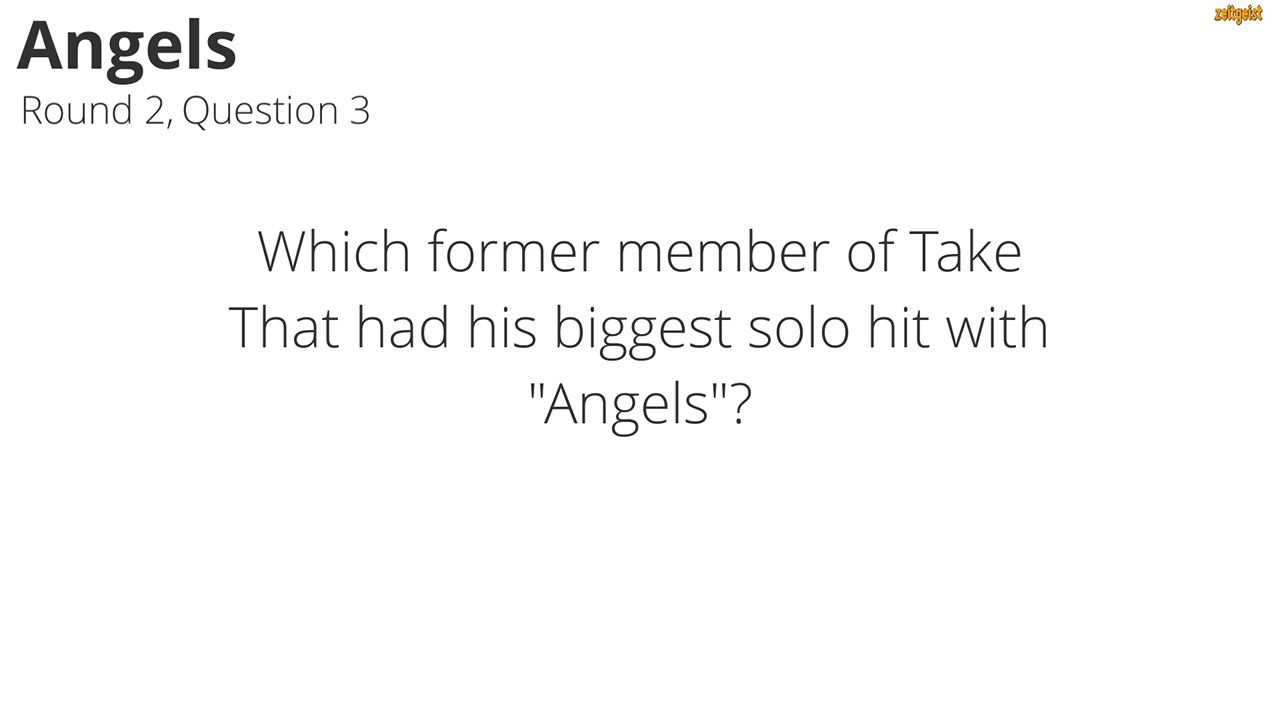 Angels
zeitgeist
Round 2, Question 3
Which former member of Take
That had his biggest solo hit with
"Angels"?